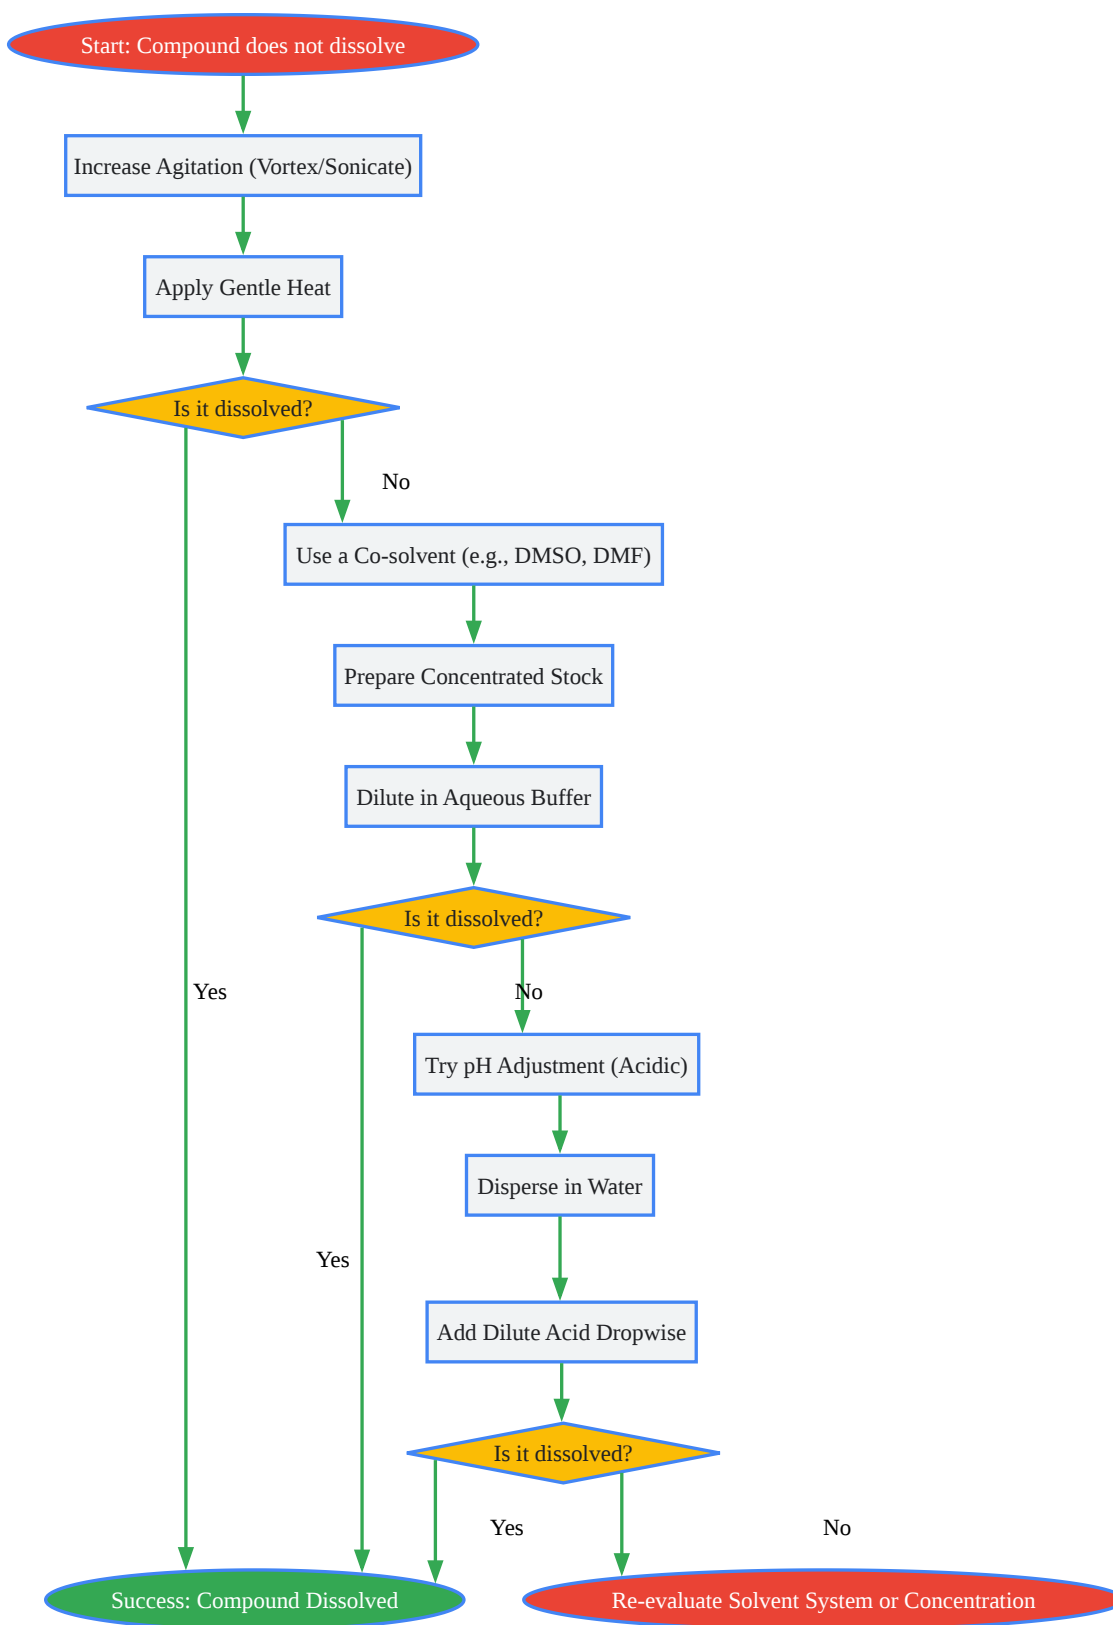 Start: Compound does not dissolve
Increase Agitation (Vortex/Sonicate)
Apply Gentle Heat
Is it dissolved?
No
Use a Co-solvent (e.g., DMSO, DMF)
Prepare Concentrated Stock
Dilute in Aqueous Buffer
Is it dissolved?
Yes
No
Try pH Adjustment (Acidic)
Disperse in Water
Yes
Add Dilute Acid Dropwise
Is it dissolved?
Yes
No
Success: Compound Dissolved
Re-evaluate Solvent System or Concentration